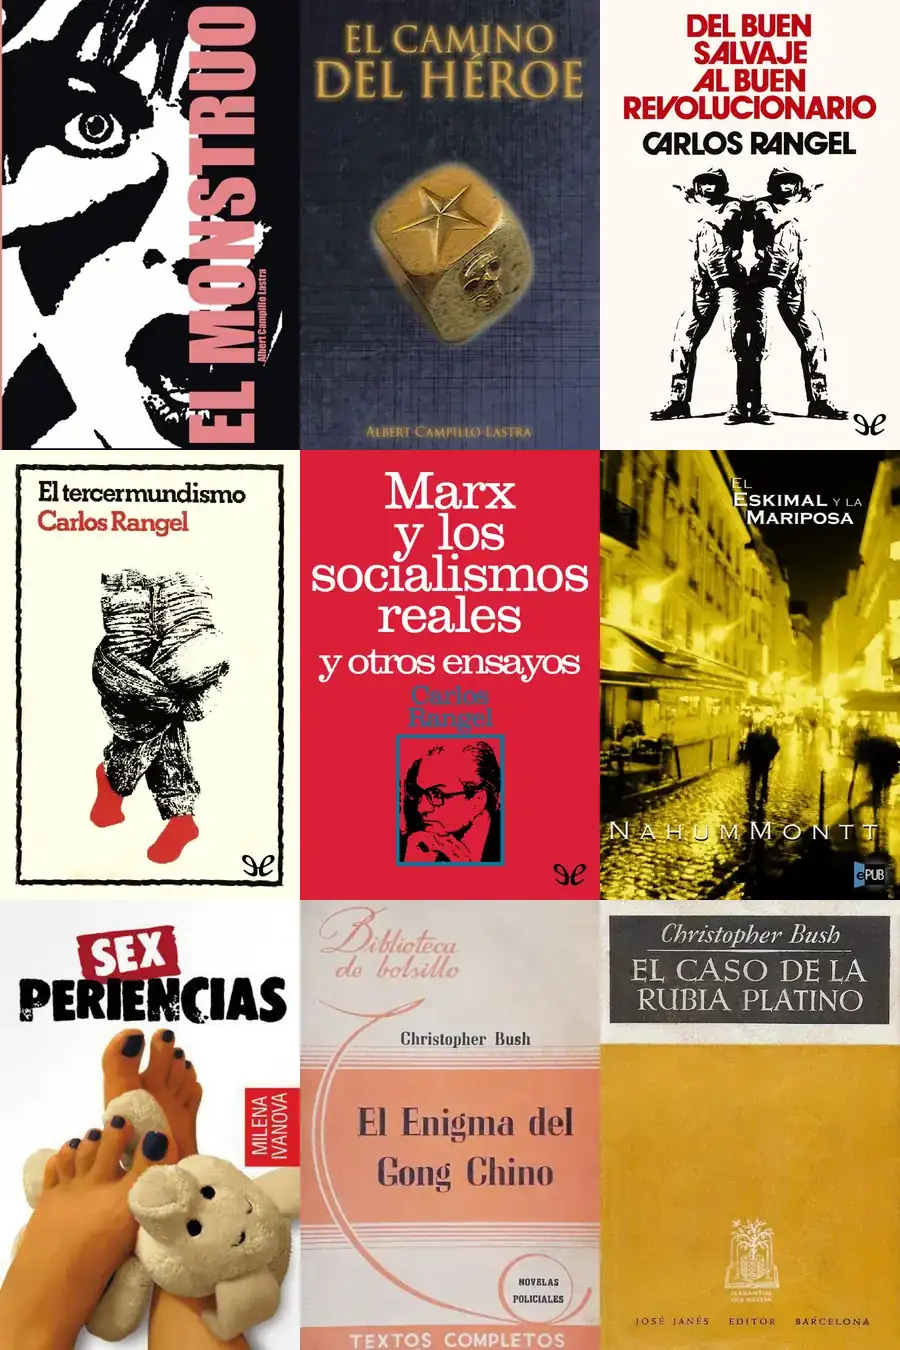 EL MONSTRUO
Albert Campillo Lastra
EL CAMINO
DEL HÉROE
ALBERT CAMPILLO LASTRA
DEL BUEN
SALVAJE
AL BUEN
REVOLUCIONARIO
CARLOS RANGEL
El tercermundismo
Carlos Rangel
Marx
y los
socialismos
reales
y otros ensayos
Carlos
Rangel
EL
ESKIMAL Y LA
MARIPOSA
NAHUM MONTT
ePUB
SEX
PERIENCIAS
MILENA
IVANOVA
Biblioteca
de bolsillo
Christopher Bush
El Enigma del
Gong Chino
NOVELAS
POLICIALES
TEXTOS COMPLETOS
Christopher Bush
EL CASO DE LA
RUBIA PLATINO
JOSÉ JANÉS EDITOR BARCELONA